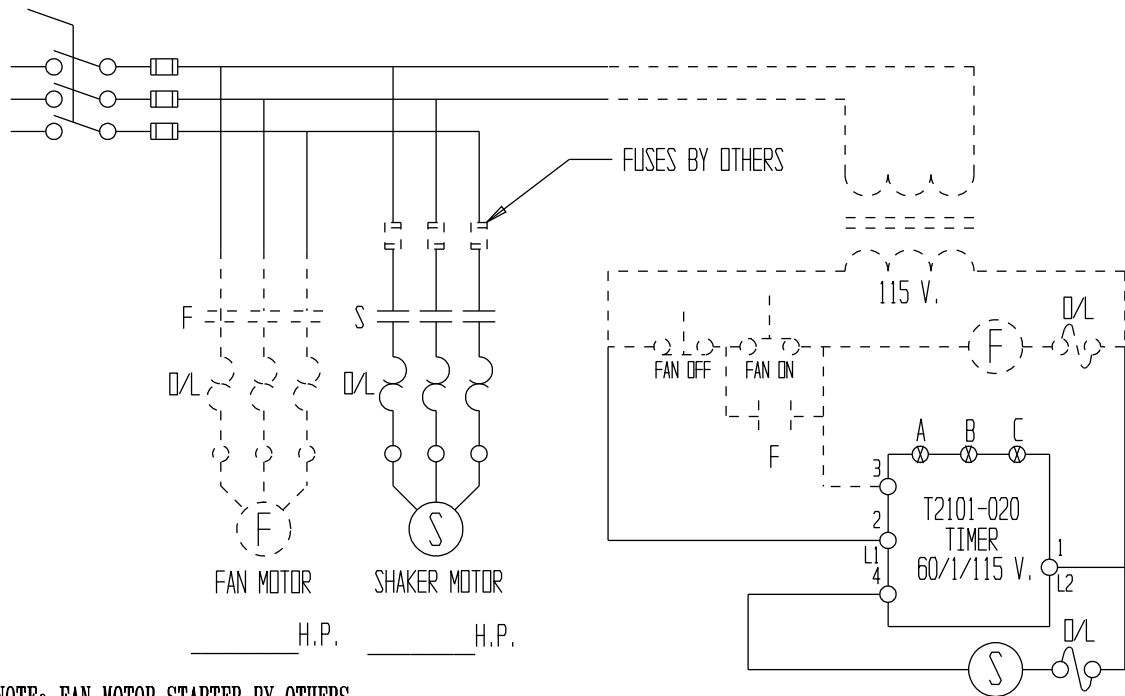 FUSES BY OTHERS
115 V.
O/L
F
S
F
FAN OFF
FAN ON
O/L
O/L
F
A B C
3
T2101-020
TIMER
60/1/115 V.
2
L1
4
1
L2
F
S
FAN MOTOR
SHAKER MOTOR
O/L
H.P.
H.P.
S
NOTE: FAN MOTOR STARTER BY OTHERS